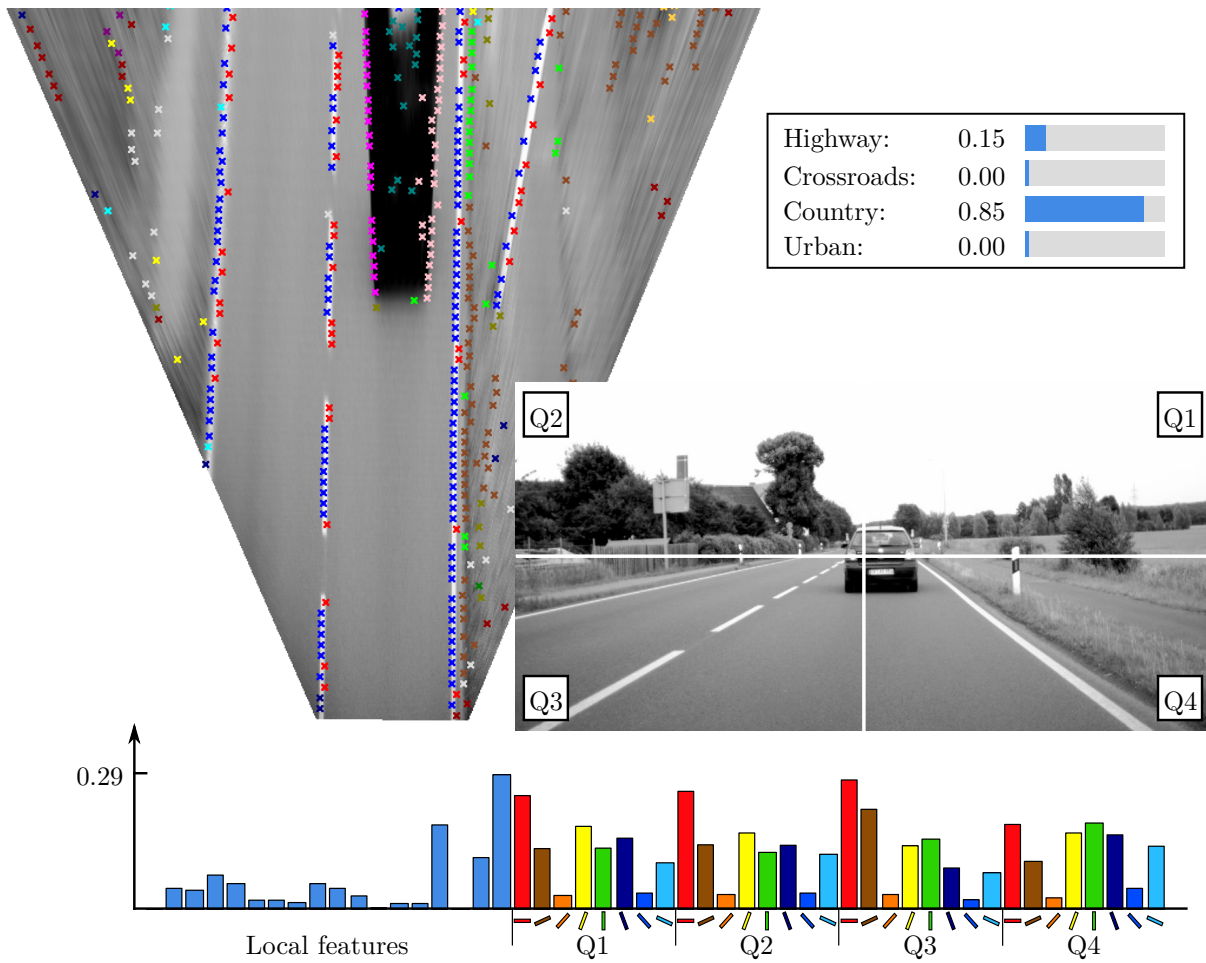 Highway: 0.15
Crossroads: 0.00
Country: 0.85
Urban: 0.00
Q2 Q1
Q3 Q4
0.29
Local features Q1 Q2 Q3 Q4